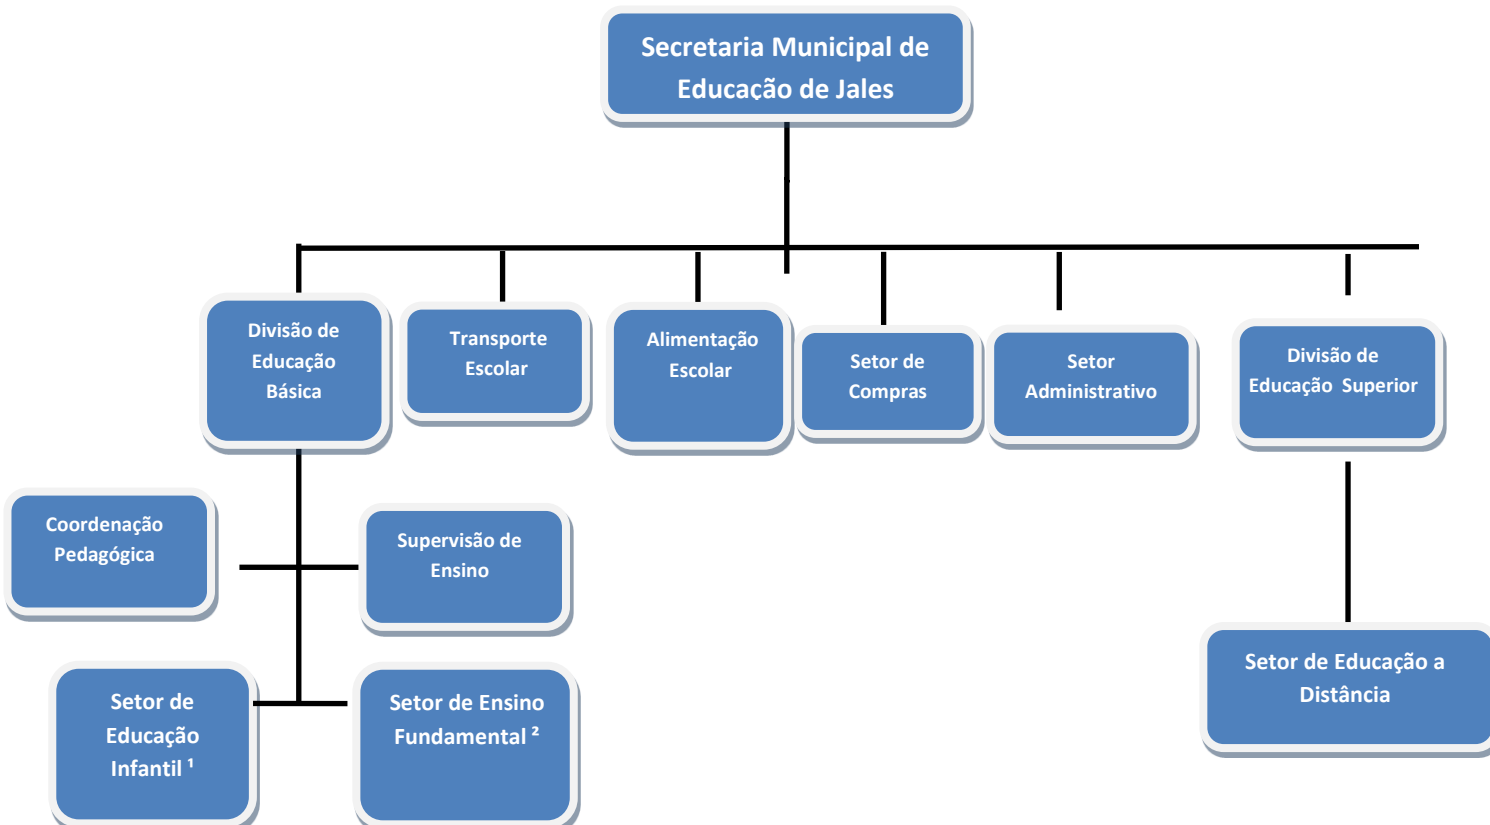 Secretaria Municipal de
Educação de Jales
Divisão de
Educação
Básica
Transporte
Escolar
Alimentação
Escolar
Setor de
Compras
Setor
Administrativo
Divisão de
Educação  Superior
Coordenação
Pedagógica
Supervisão de
Ensino
Setor de
Educação
Infantil ¹
Setor de Ensino
Fundamental ²
Setor de Educação a
Distância